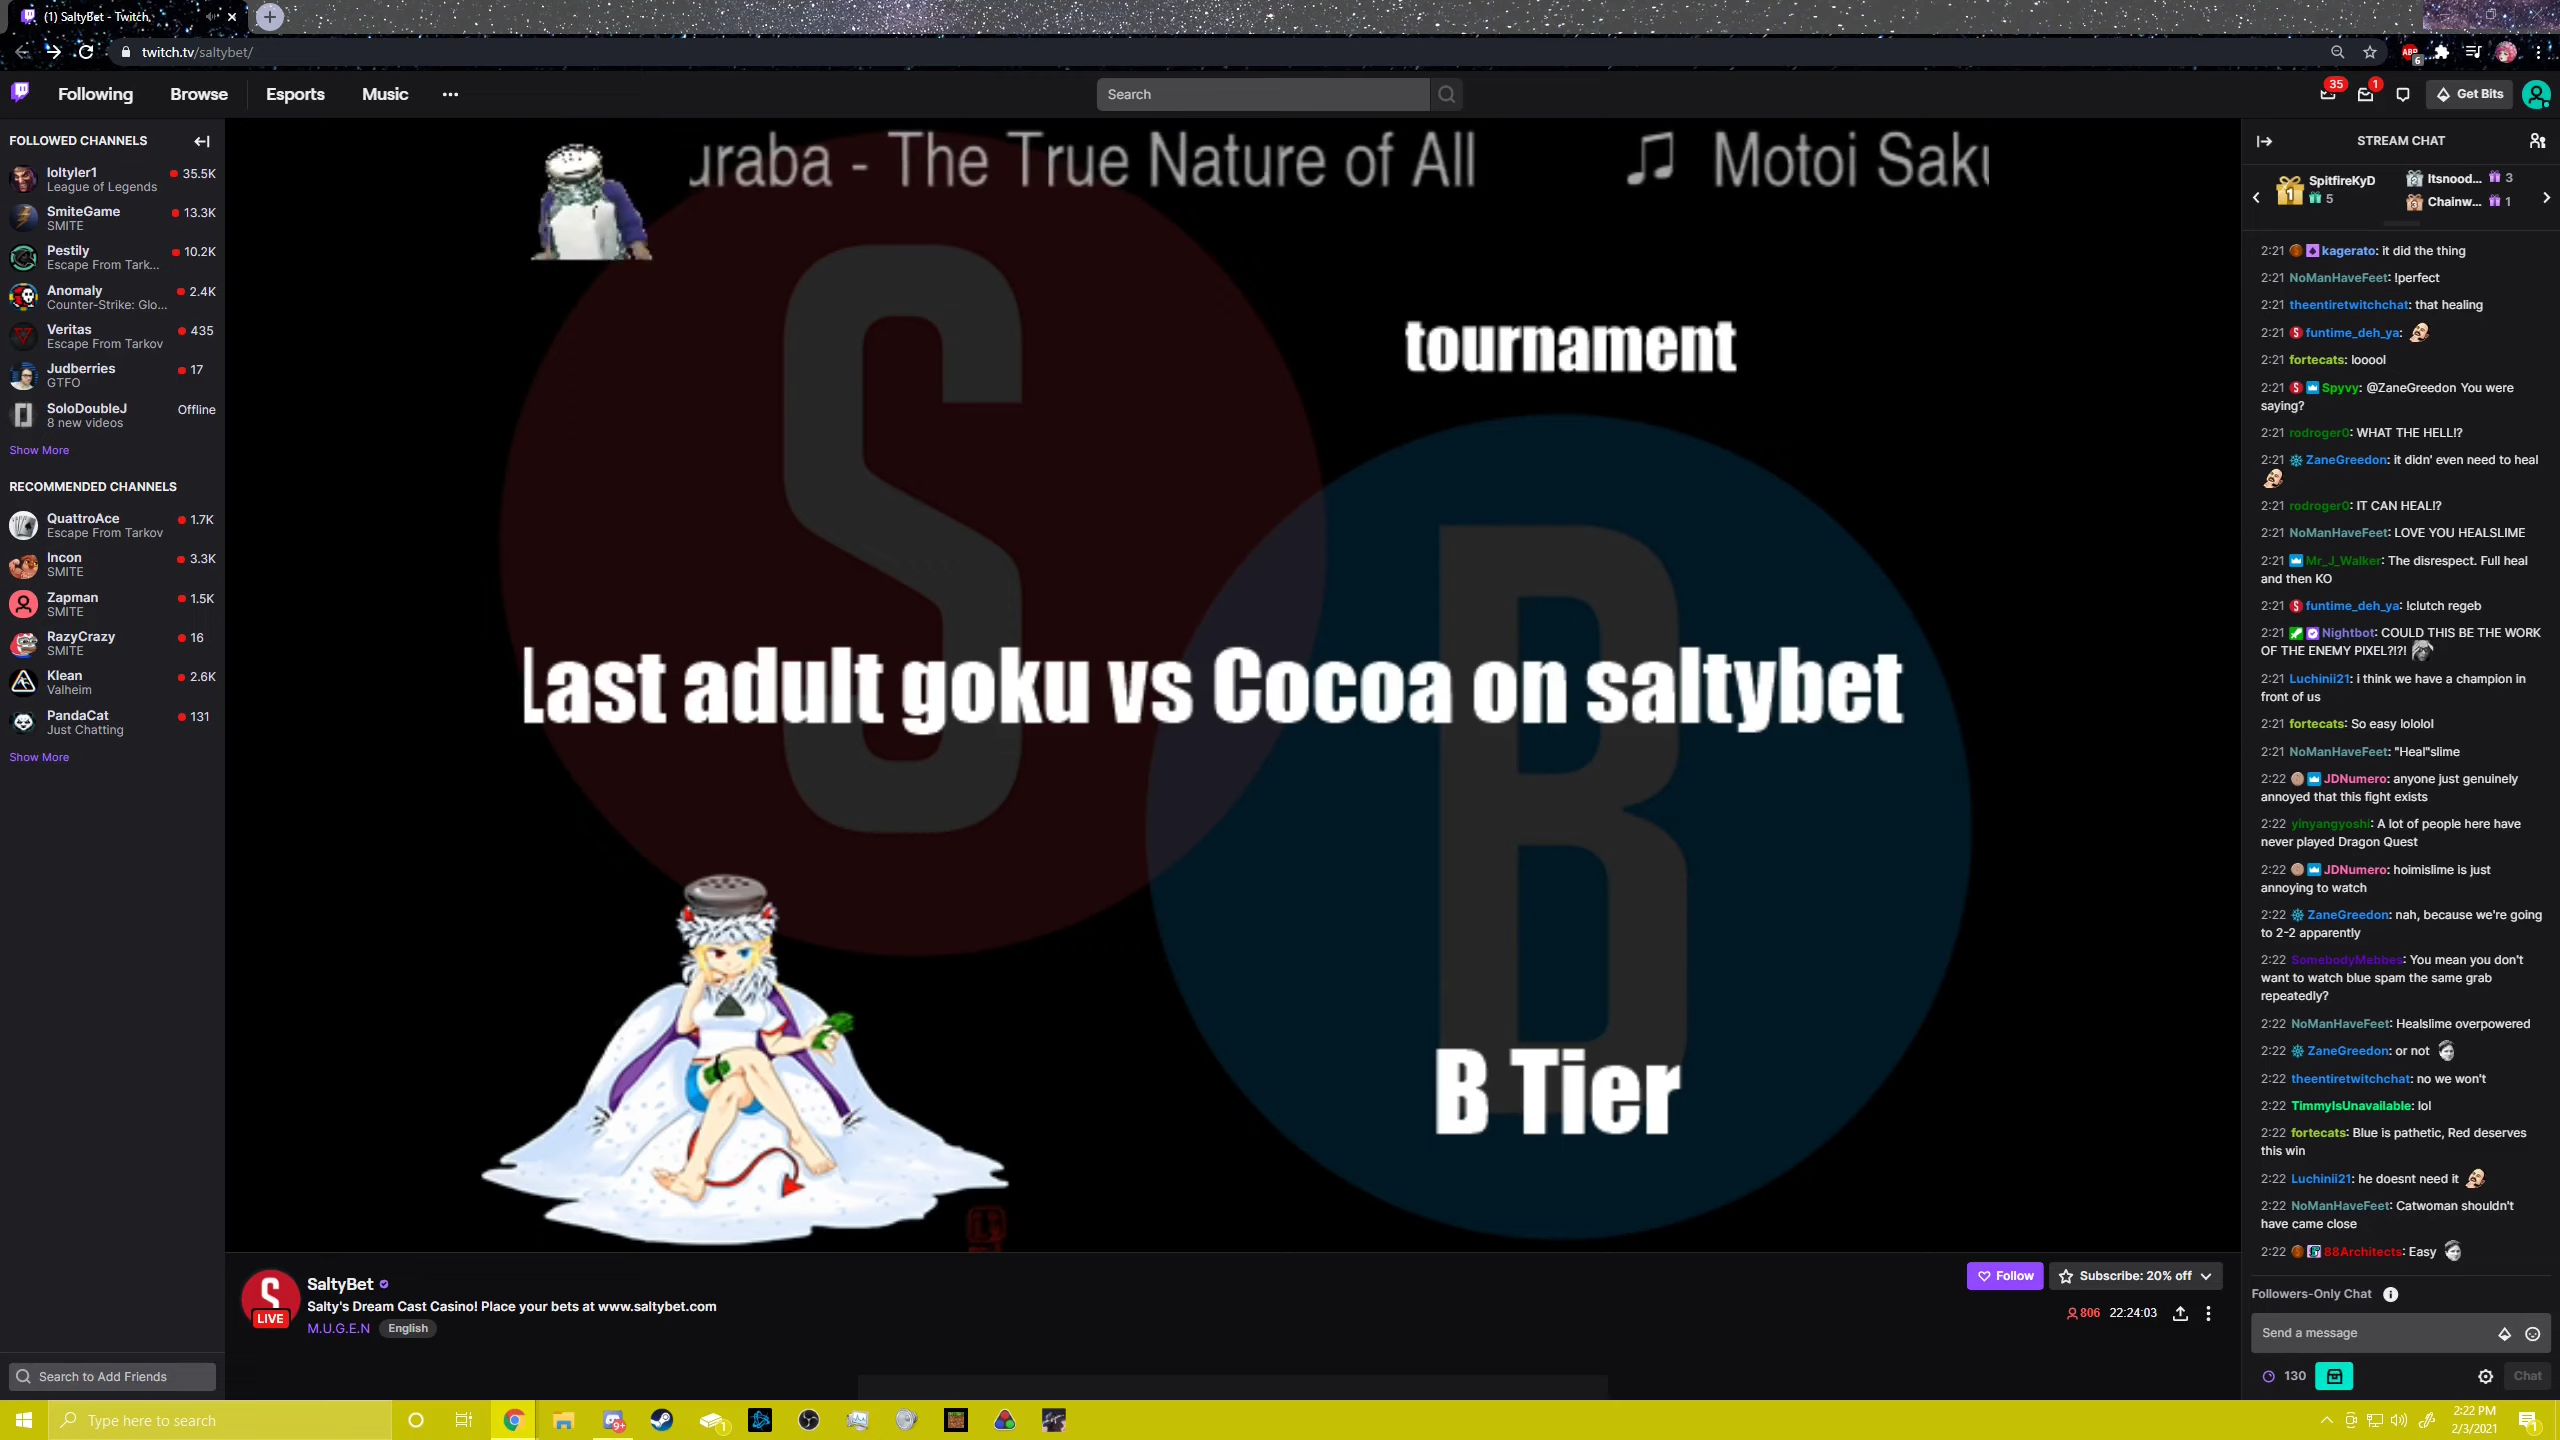 (1) SaltyBet - Twitch
twitch.tv/saltybet/
Following
Browse
Esports
Music
Search
35
1
Get Bits
FOLLOWED CHANNELS
loltyler1
35.5K
League of Legends
SmiteGame
13.3K
SMITE
Pestily
10.2K
Escape From Tark...
Anomaly
2.4K
Counter-Strike: Glo...
Veritas
435
Escape From Tarkov
Judberries
17
GTFO
SoloDoubleJ
Offline
8 new videos
Show More
RECOMMENDED CHANNELS
QuattroAce
1.7K
Escape From Tarkov
Incon
3.3K
SMITE
Zapman
1.5K
SMITE
RazyCrazy
16
SMITE
Klean
2.6K
Valheim
PandaCat
131
Just Chatting
Show More
Search to Add Friends
uraba - The True Nature of All
Motoi Saku
S
B
tournament
Last adult goku vs Cocoa on saltybet
B Tier
SaltyBet
LIVE
Salty's Dream Cast Casino! Place your bets at www.saltybet.com
M.U.G.E.N
English
Follow
Subscribe: 20% off
806
22:24:03
STREAM CHAT
SpitfireKyD
5
Itsnood...
3
Chainw...
1
2:21 kagerato: it did the thing
2:21 NoManHaveFeet: !perfect
2:21 theentiretwitchchat: that healing
2:21 funtime_deh_ya:
2:21 fortecats: looool
2:21 Spyvy: @ZaneGreedon You were
saying?
2:21 rodroger0: WHAT THE HELL!?
2:21 ZaneGreedon: it didn' even need to heal
2:21 rodroger0: IT CAN HEAL!?
2:21 NoManHaveFeet: LOVE YOU HEALSLIME
2:21 Mr_J_Walker: The disrespect. Full heal
and then KO
2:21 funtime_deh_ya: !clutch regeb
2:21 Nightbot: COULD THIS BE THE WORK
OF THE ENEMY PIXEL?!?!
2:21 Luchinii21: i think we have a champion in
front of us
2:21 fortecats: So easy lololol
2:21 NoManHaveFeet: "Heal"slime
2:22 JDNumero: anyone just genuinely
annoyed that this fight exists
2:22 yinyangyoshi: A lot of people here have
never played Dragon Quest
2:22 JDNumero: hoimislime is just
annoying to watch
2:22 ZaneGreedon: nah, because we're going
to 2-2 apparently
2:22 SomebodyMebbes: You mean you don't
want to watch blue spam the same grab
repeatedly?
2:22 NoManHaveFeet: Healslime overpowered
2:22 ZaneGreedon: or not
2:22 theentiretwitchchat: no we won't
2:22 TimmyIsUnavailable: lol
2:22 fortecats: Blue is pathetic, Red deserves
this win
2:22 Luchinii21: he doesnt need it
2:22 NoManHaveFeet: Catwoman shouldn't
have came close
2:22 88Architects: Easy
Followers-Only Chat
Send a message
130
Chat
Type here to search
2:22 PM
2/3/2021